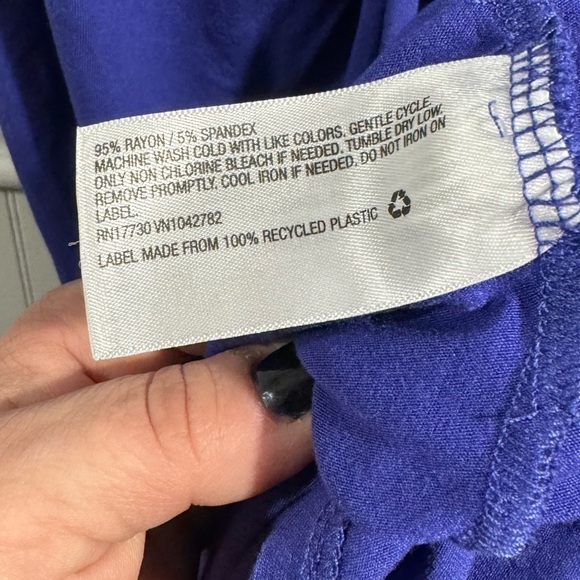 95% RAYON / 5% SPANDEX
MACHINE WASH COLD WITH LIKE COLORS. GENTLE CYCLE.
ONLY NON CHLORINE BLEACH IF NEEDED. TUMBLE DRY LOW.
REMOVE PROMPTLY. COOL IRON IF NEEDED. DO NOT IRON ON
LABEL.
RN17730 VN1042782
LABEL MADE FROM 100% RECYCLED PLASTIC